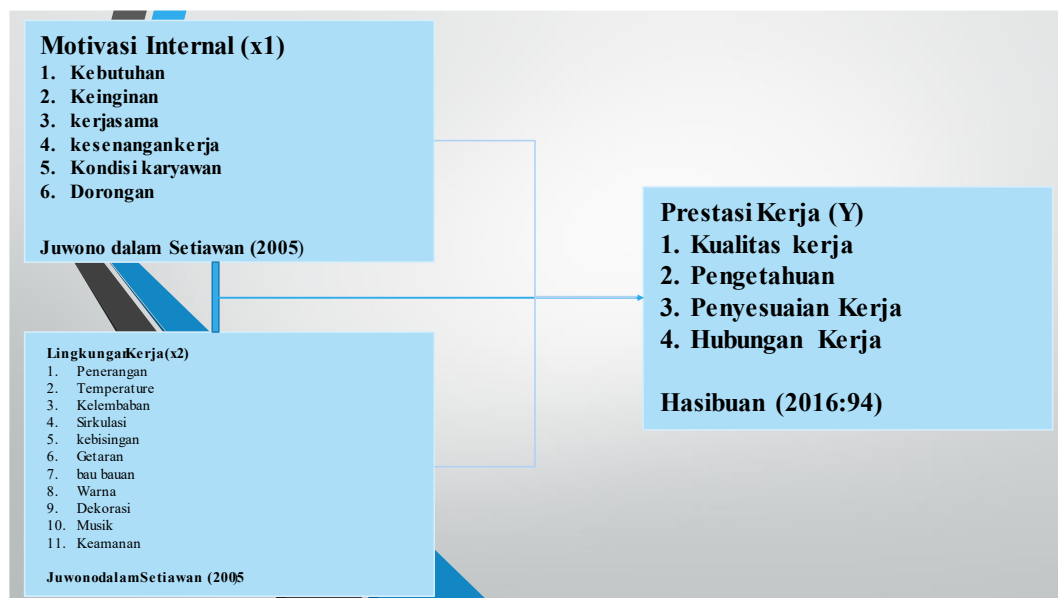 Motivasi Internal (x1)
1. Kebutuhan
2. Keinginan
3. kerjasama
4. kesenangankerja
5. Kondisi karyawan
6. Dorongan
Juwono dalam Setiawan (2005)
LingkunganKerja(x2)
1. Penerangan
2. Temperature
3. Kelembaban
4. Sirkulasi
5. kebisingan
6. Getaran
7. bau bauan
8. Warna
9. Dekorasi
10. Musik
11. Keamanan
JuwonodalamSetiawan (2005
Prestasi Kerja (Y)
1. Kualitas kerja
2. Pengetahuan
3. Penyesuaian Kerja
4. Hubungan Kerja
Hasibuan (2016:94)